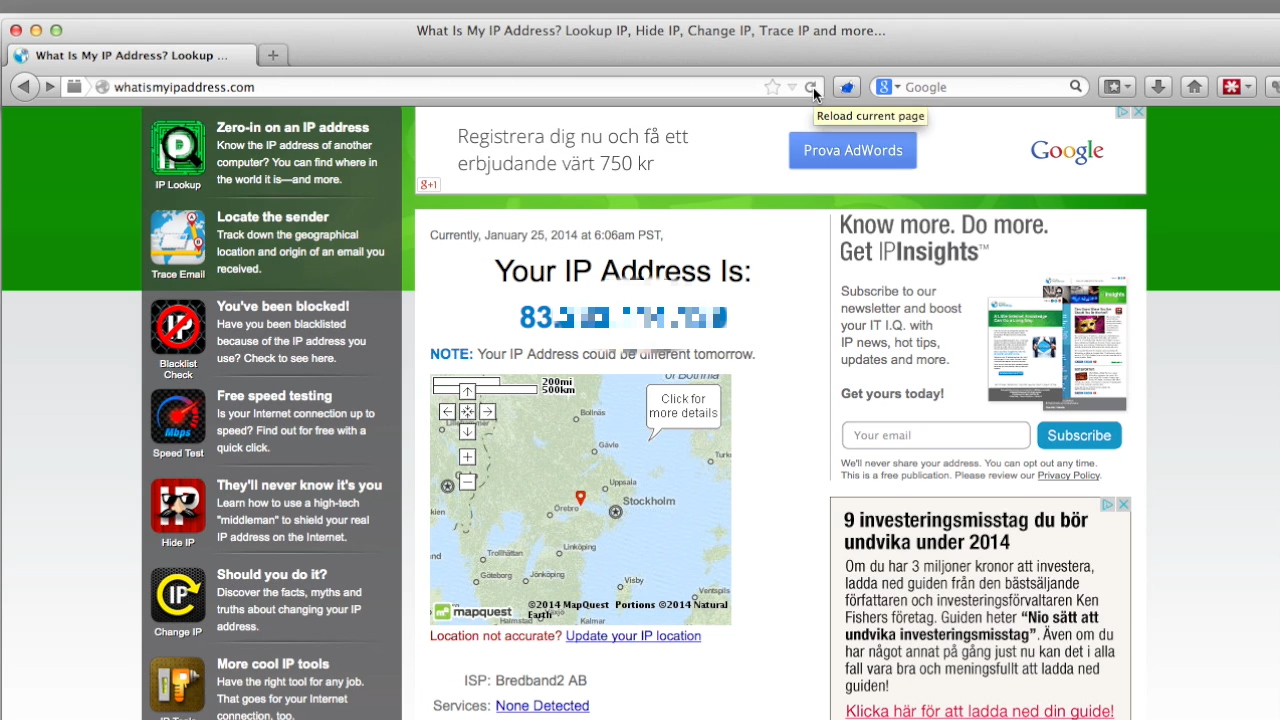 What Is My IP Address? Lookup IP, Hide IP, Change IP, Trace IP and more...
What Is My IP Address? Lookup ...
whatismyipaddress.com
Google
Reload current page
Zero-in on an IP address
Know the IP address of another
computer? You can find where in
the world it is—and more.
IP Lookup
Locate the sender
Track down the geographical
location and origin of an email you
received.
Trace Email
You've been blocked!
Have you been blacklisted
because of the IP address you
use? Check to see here.
Blacklist
Check
Free speed testing
Is your Internet connection up to
speed? Find out for free with a
quick click.
Mbps
Speed Test
They'll never know it's you
Learn how to use a high-tech
"middleman" to shield your real
IP address on the Internet.
Hide IP
Should you do it?
Discover the facts, myths and
truths about changing your IP
address.
Change IP
More cool IP tools
Have the right tool for any job.
That goes for your Internet
connection, too.
IP Tools
Registrera dig nu och få ett
erbjudande värt 750 kr
Prova AdWords
Google
g+1
Currently, January 25, 2014 at 6:06am PST,
Your IP Address Is:
83.
NOTE: Your IP Address could be different tomorrow.
200mi
500km
of Bothnia
Click for
more details
Bollnäs
Gävle
Uppsala
Stockholm
Örebro
Linköping
Trollhättan
Göteborg
Jönköping
Visby
Ventspils
Halmstad
Kalmar
mapquest
©2014 MapQuest Portions ©2014 Natural
Earth
Location not accurate? Update your IP location
ISP: Bredband2 AB
Services: None Detected
Know more. Do more.
Get IPInsights™
Subscribe to our
newsletter and boost
your IT I.Q. with
IP news, hot tips,
updates and more.
Get yours today!
Insights
Your email
Subscribe
We'll never share your address. You can opt out any time.
This is a free publication. Please review our Privacy Policy.
9 investeringsmisstag du bör
undvika under 2014
Om du har 3 miljoner kronor att investera,
ladda ned guiden från den bästsäljande
författaren och investeringsförvaltaren Ken
Fishers företag. Guiden heter “Nio sätt att
undvika investeringsmisstag”. Även om du
har något annat på gång just nu kan det i alla
fall vara bra och meningsfullt att ladda ned
guiden!
Klicka här för att ladda ned din guide!